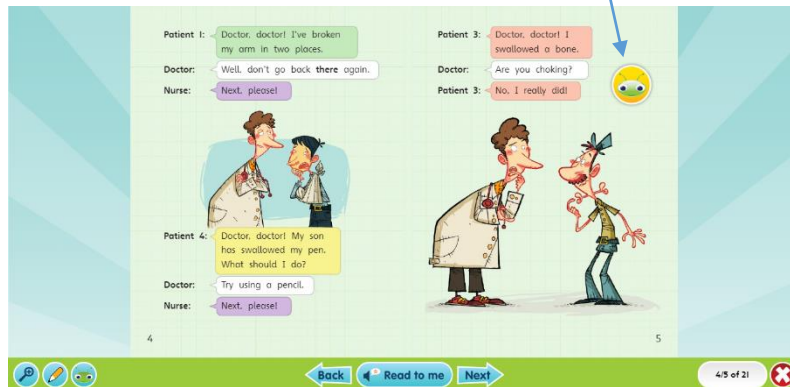 Patient 1: Doctor, doctor! I've broken
my arm in two places.
Doctor: Well, don't go back there again.
Nurse: Next, please!
Patient 4: Doctor, doctor! My son
has swallowed my pen.
What should I do?
Doctor: Try using a pencil.
Nurse: Next, please!
4
Patient 3: Doctor, doctor! I
swallowed a bone.
Doctor: Are you choking?
Patient 3: No, I really did!
5
Back Read to me Next 4/5 of 21